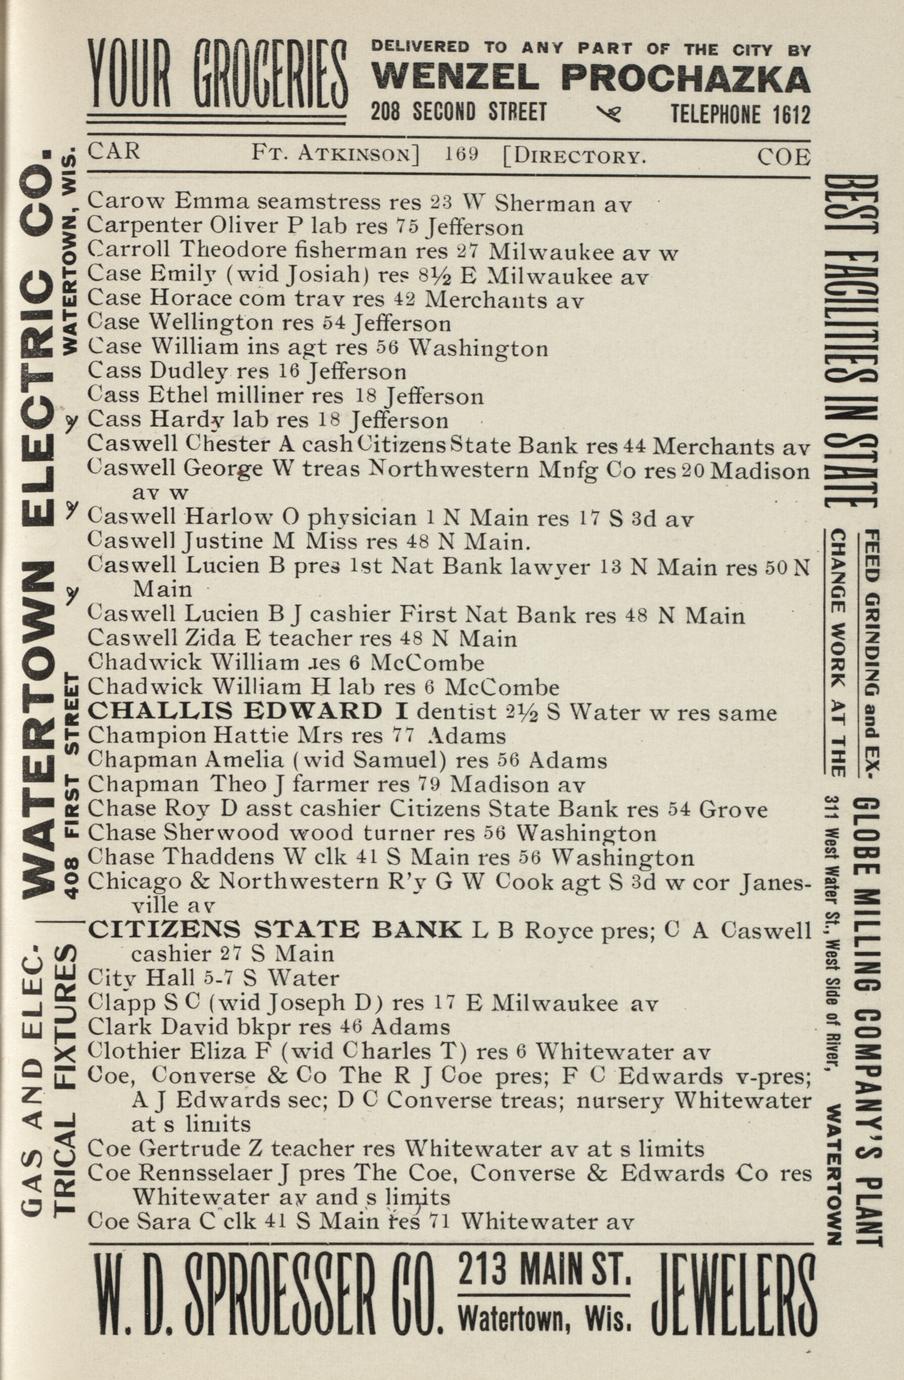 YOUR GROCERIES
DELIVERED TO ANY PART OF THE CITY BY
WENZEL PROCHAZKA
208 SECOND STREET TELEPHONE 1612
CAR FT. ATKINSON] 169 [DIRECTORY. COE
Carow Emma seamstress res 23 W Sherman av
Carpenter Oliver P lab res 75 Jefferson
Carroll Theodore fisherman res 27 Milwaukee av w
Case Emily (wid Josiah) res 8½ E Milwaukee av
Case Horace com trav res 42 Merchants av
Case Wellington res 54 Jefferson
Case William ins agt res 56 Washington
Cass Dudley res 16 Jefferson
Cass Ethel milliner res 18 Jefferson
Cass Hardy lab res 18 Jefferson
Caswell Chester A cash Citizens State Bank res 44 Merchants av
Caswell George W treas Northwestern Mnfg Co res 20 Madison
av w
Caswell Harlow O physician 1 N Main res 17 S 3d av
Caswell Justine M Miss res 48 N Main.
Caswell Lucien B pres 1st Nat Bank lawyer 13 N Main res 50 N
Main
Caswell Lucien B J cashier First Nat Bank res 48 N Main
Caswell Zida E teacher res 48 N Main
Chadwick William res 6 McCombe
Chadwick William H lab res 6 McCombe
CHALLIS EDWARD I dentist 2½ S Water w res same
Champion Hattie Mrs res 77 Adams
Chapman Amelia (wid Samuel) res 56 Adams
Chapman Theo J farmer res 79 Madison av
Chase Roy D asst cashier Citizens State Bank res 54 Grove
Chase Sherwood wood turner res 56 Washington
Chase Thaddens W clk 41 S Main res 56 Washington
Chicago & Northwestern R'y G W Cook agt S 3d w cor Janes-
ville av
CITIZENS STATE BANK L B Royce pres; C A Caswell
cashier 27 S Main
City Hall 5-7 S Water
Clapp S C (wid Joseph D) res 17 E Milwaukee av
Clark David bkpr res 46 Adams
Clothier Eliza F (wid Charles T) res 6 Whitewater av
Coe, Converse & Co The R J Coe pres; F C Edwards v-pres;
A J Edwards sec; D C Converse treas; nursery Whitewater
at s limits
Coe Gertrude Z teacher res Whitewater av at s limits
Coe Rennsselaer J pres The Coe, Converse & Edwards Co res
Whitewater av and s limits
Coe Sara C clk 41 S Main res 71 Whitewater av
WATERTOWN ELECTRIC CO.
408 FIRST STREET WATERTOWN, WIS.
GAS AND ELEC-
TRICAL FIXTURES
BEST FACILITIES IN STATE
FEED GRINDING and EX-
CHANGE WORK AT THE
GLOBE MILLING COMPANY'S PLANT
311 West Water St., West Side of River, WATERTOWN
W. D. SPROESSER CO.
213 MAIN ST.
Watertown, Wis.
JEWELERS